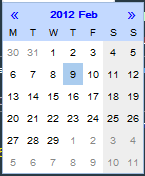 « 2012 Feb »
M T W T F S S
30 31 1 2 3 4 5
6 7 8 9 10 11 12
13 14 15 16 17 18 19
20 21 22 23 24 25 26
27 28 29 1 2 3 4
5 6 7 8 9 10 11